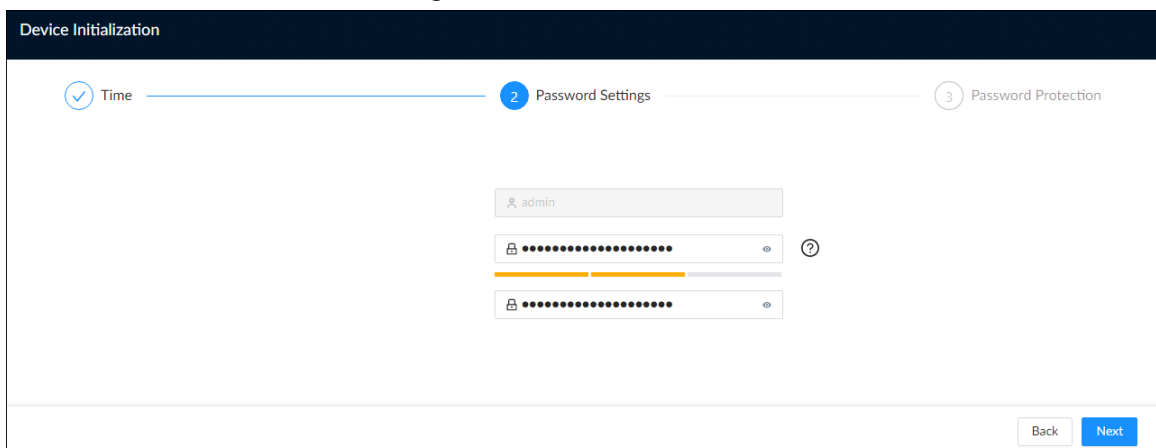 Device Initialization
Time
2 Password Settings
3 Password Protection
admin
●●●●●●●●●●●●●●●●●●●●
●●●●●●●●●●●●●●●●●●●●
Back Next